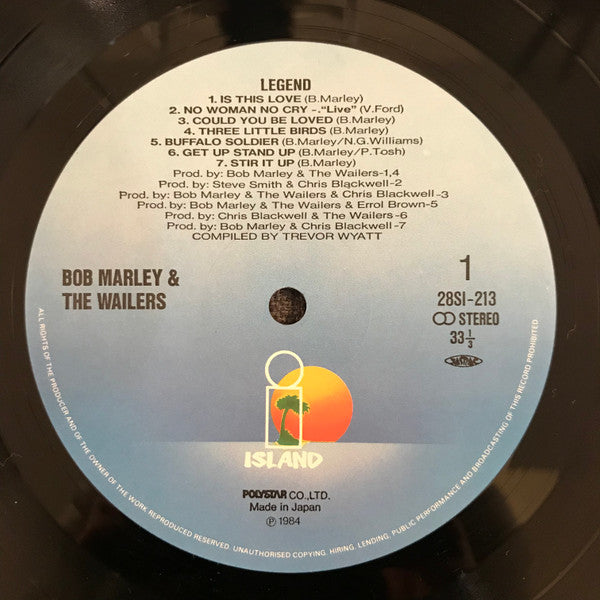 LEGEND
1. IS THIS LOVE (B.Marley)
2. NO WOMAN NO CRY -."Live" (V.Ford)
3. COULD YOU BE LOVED (B.Marley)
4. THREE LITTLE BIRDS (B.Marley)
5. BUFFALO SOLDIER (B.Marley/N.G.Williams)
6. GET UP STAND UP (B.Marley/P.Tosh)
7. STIR IT UP (B.Marley)
Prod. by: Bob Marley & The Wailers-1,4
Prod. by: Steve Smith & Chris Blackwell-2
Prod. by: Bob Marley & The Wailers & Chris Blackwell-3
Prod. by: Bob Marley & The Wailers & Errol Brown-5
Prod. by: Chris Blackwell & The Wailers-6
Prod. by: Bob Marley & Chris Blackwell-7
COMPILED BY TREVOR WYATT
BOB MARLEY &
THE WAILERS
1
28SI-213
STEREO
33 1/3
JASRAC
i
ISLAND
POLYSTAR CO.,LTD.
Made in Japan
℗ 1984
ALL RIGHTS OF THE PRODUCER AND OF THE OWNER OF THE WORK REPRODUCED RESERVED. UNAUTHORISED COPYING, HIRING, LENDING, PUBLIC PERFORMANCE AND BROADCASTING OF THIS RECORD PROHIBITED